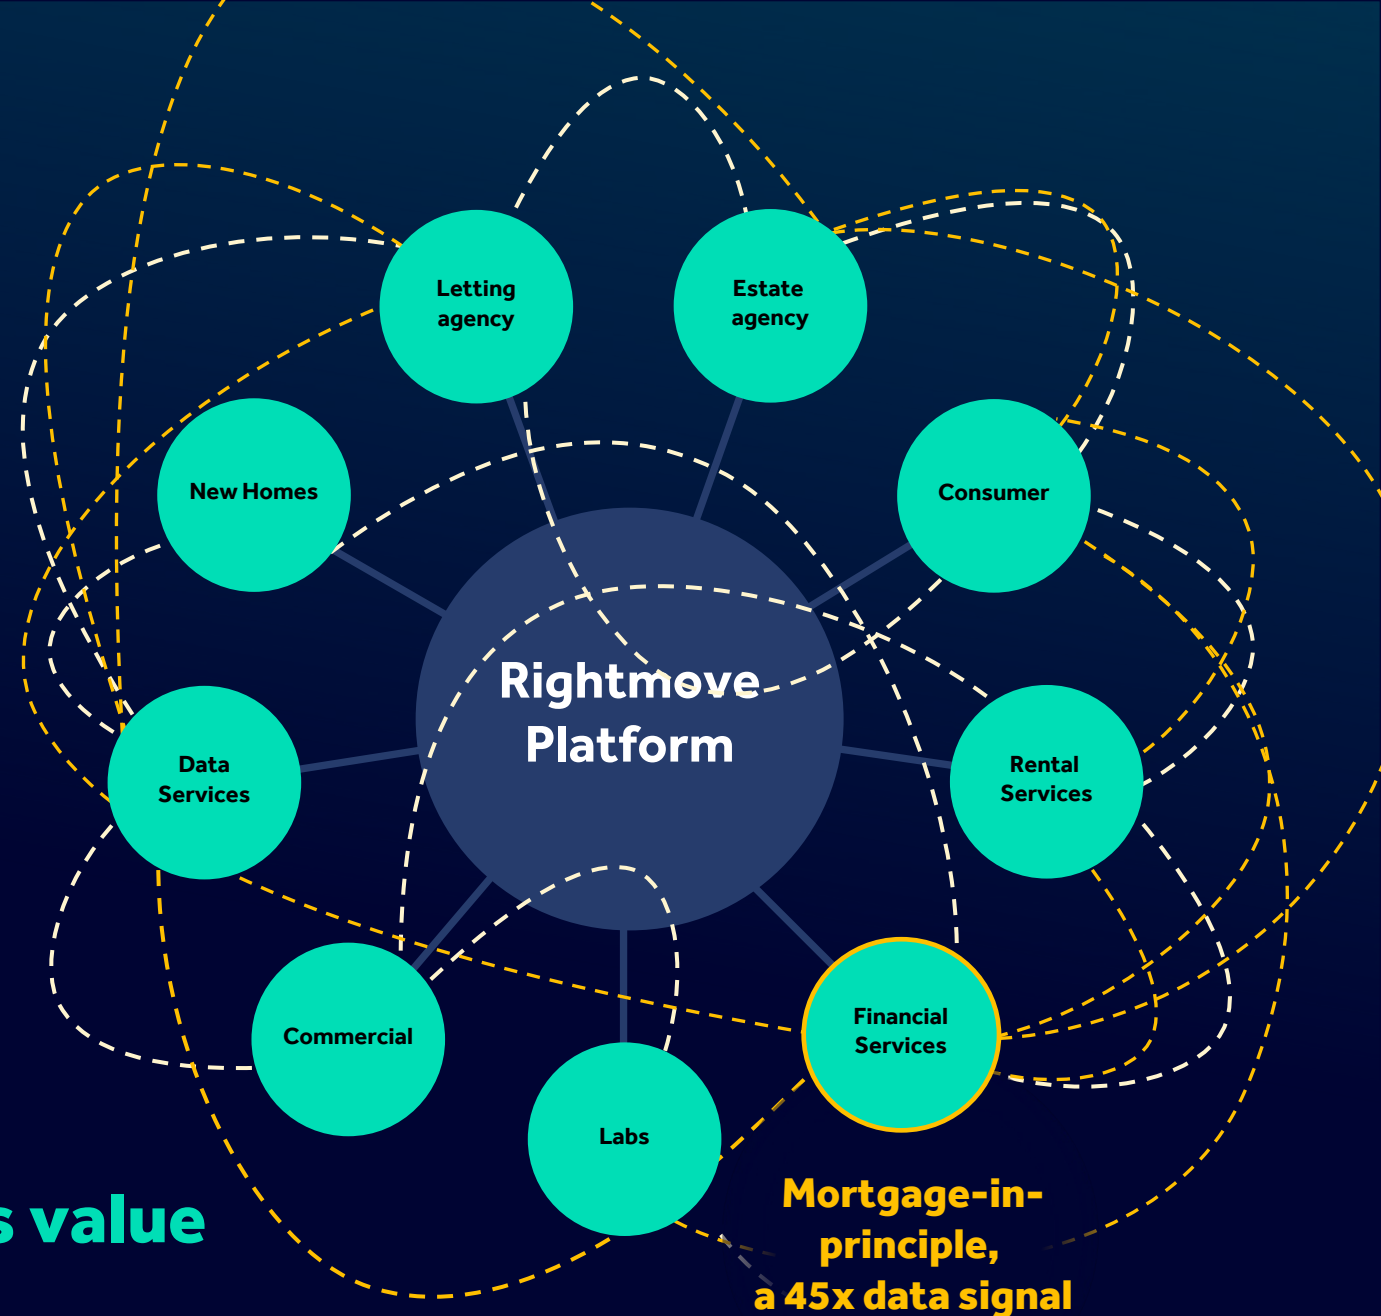 Letting
agency
Estate
agency
New Homes
Consumer
Rightmove
Platform
Data
Services
Rental
Services
Commercial
Financial
Services
Labs
s value
Mortgage-in-
principle,
a 45x data signal